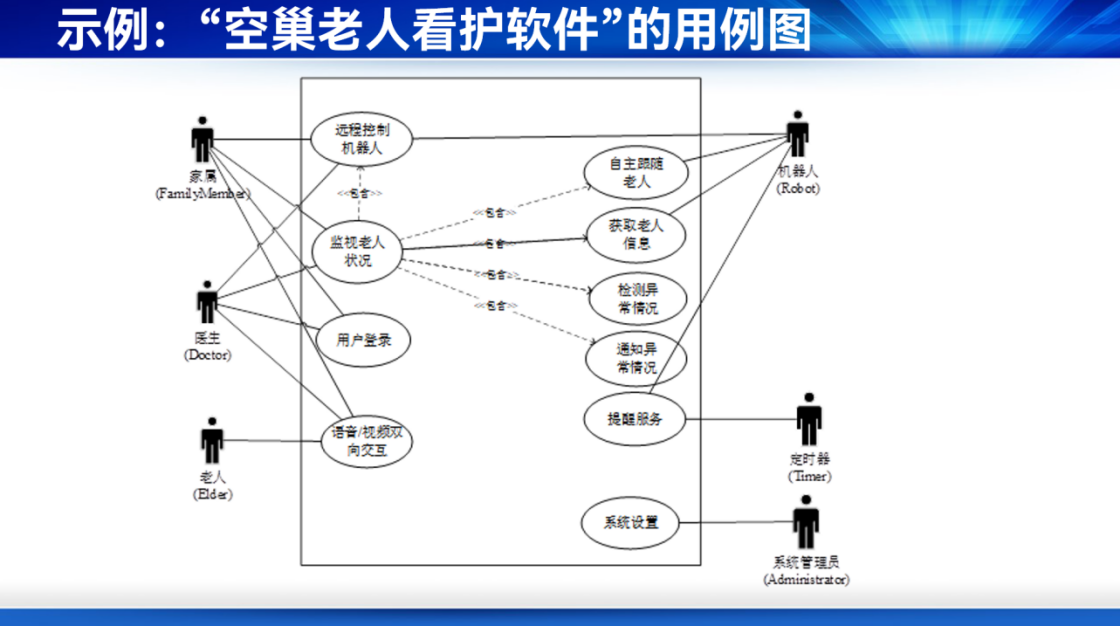 示例：“空巢老人看护软件”的用例图
远程控制
机器人
家属
(FamilyMember)
<<包含>>
自主跟随
老人
机器人
(Robot)
<<包含>>
监视老人
状况
<<包含>>
获取老人
信息
<<包含>>
检测异
常情况
<<包含>>
医生
(Doctor)
用户登录
通知异
常情况
语音/视频双
向交互
提醒服务
老人
(Elder)
定时器
(Timer)
系统设置
系统管理员
(Administrator)